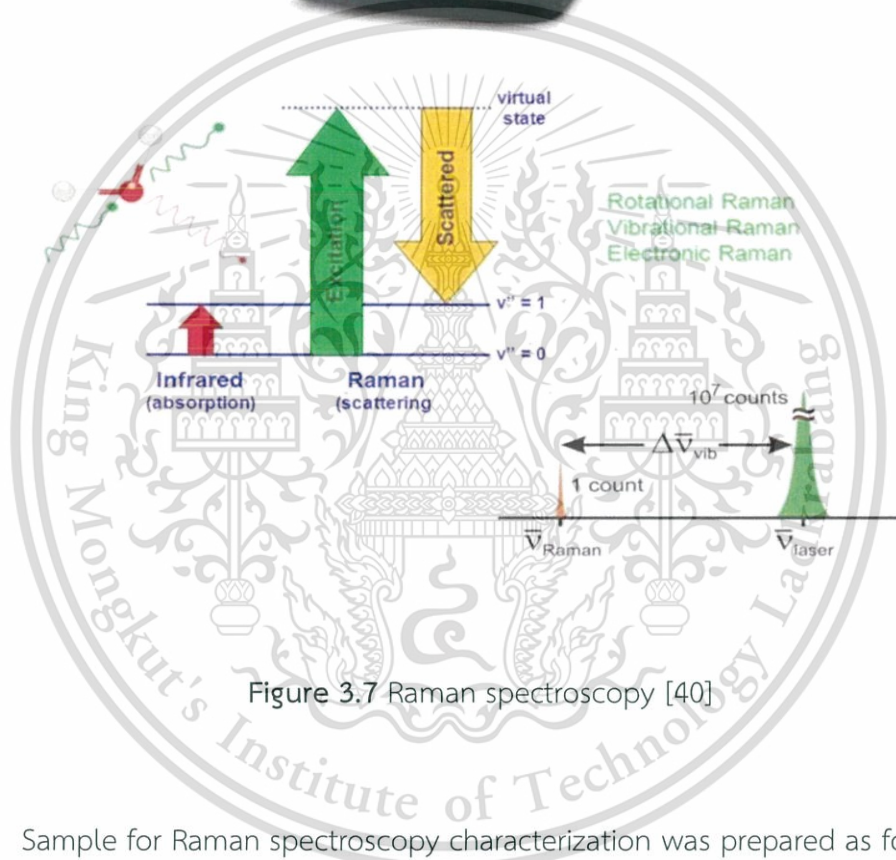 virtual
state
Excitation
Scattered
Rotational Raman
Vibrational Raman
Electronic Raman
v" = 1
v" = 0
Infrared
(absorption)
Raman
(scattering
10⁷ counts
Δν̅vib
1 count
ν̅Raman
ν̅laser
King Mongkut's Institute of Technology Ladkrabang
Figure 3.7 Raman spectroscopy [40]
Sample for Raman spectroscopy characterization was prepared as fo